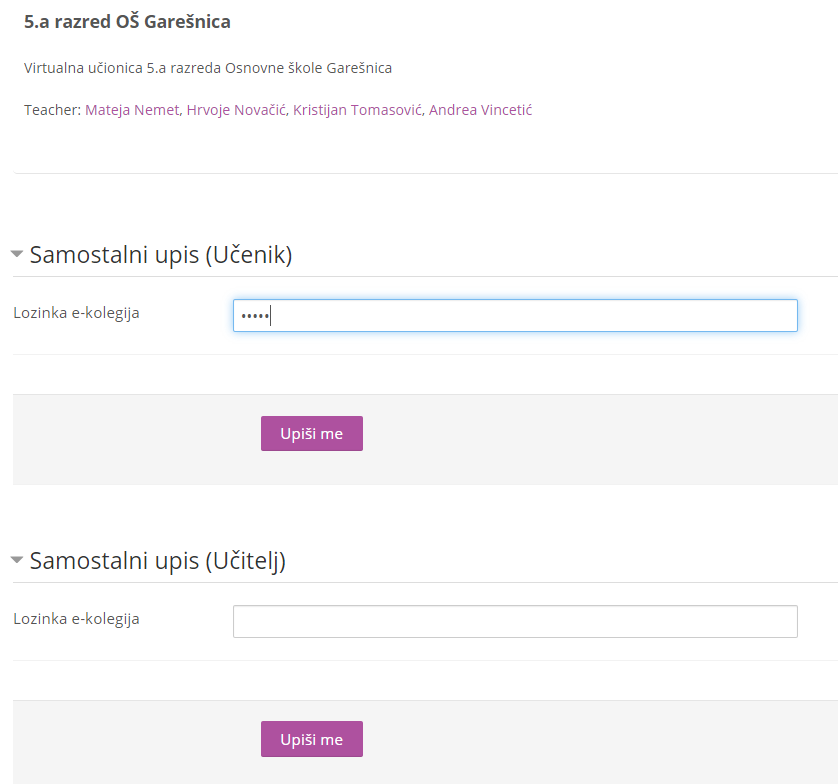 5.a razred OŠ Garešnica
Virtualna učionica 5.a razreda Osnovne škole Garešnica
Teacher: Mateja Nemet, Hrvoje Novačić, Kristijan Tomasović, Andrea Vincetić
Samostalni upis (Učenik)
Lozinka e-kolegija •••••
Upiši me
Samostalni upis (Učitelj)
Lozinka e-kolegija
Upiši me